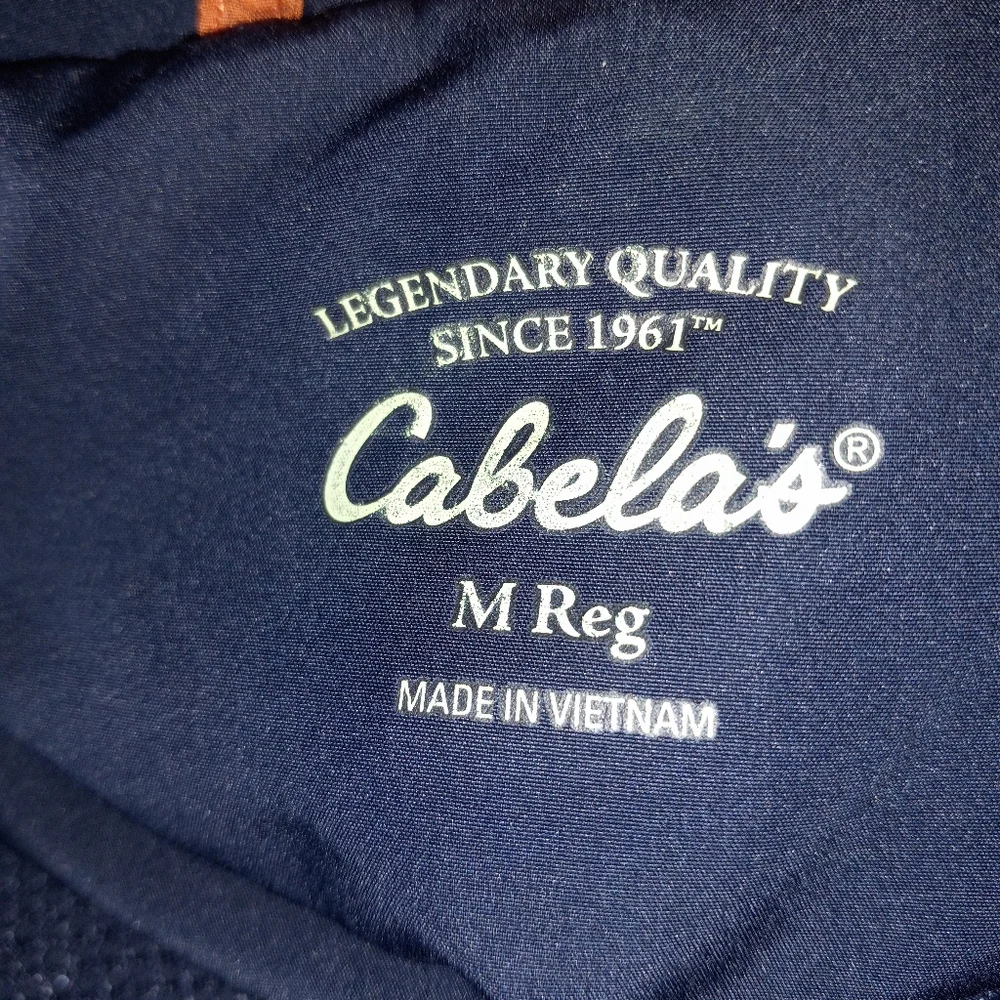 LEGENDARY QUALITY
SINCE 1961™
Cabela's®
M Reg
MADE IN VIETNAM